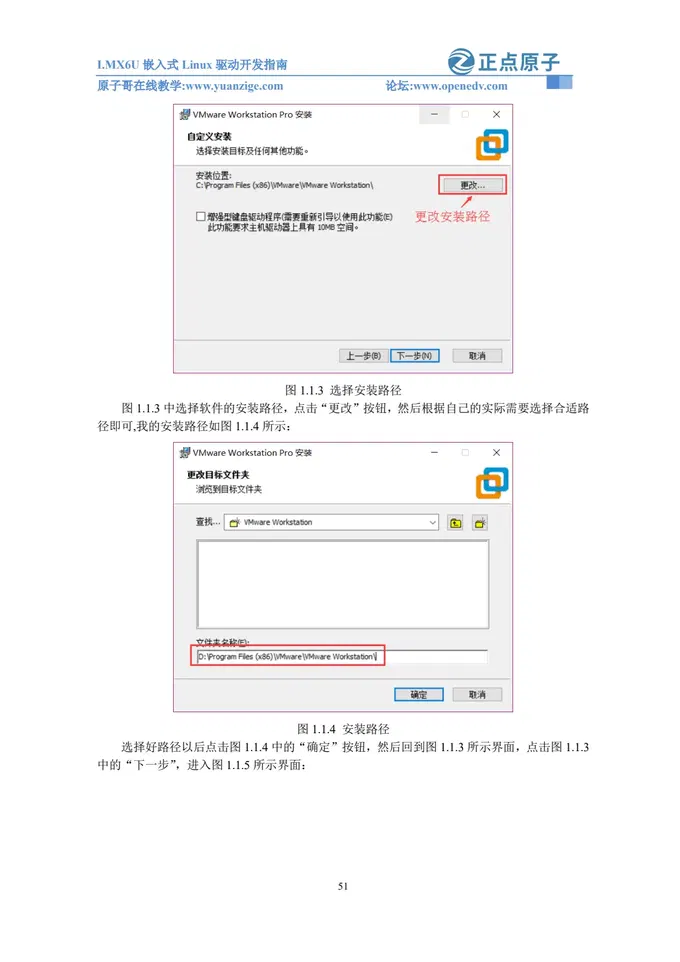 I.MX6U 嵌入式 Linux 驱动开发指南
正点原子
原子哥在线教学:www.yuanzige.com 论坛:www.openedv.com
VMware Workstation Pro 安装
自定义安装
选择安装目标及任何其他功能。
安装位置:
C:\Program Files (x86)\VMware\VMware Workstation\
更改...
更改安装路径
增强型键盘驱动程序(需要重新引导以使用此功能(E)
此功能要求主机驱动器上具有 10MB 空间。
上一步(B) 下一步(N) 取消
图 1.1.3 选择安装路径
图 1.1.3 中选择软件的安装路径，点击“更改”按钮，然后根据自己的实际需要选择合适路
径即可,我的安装路径如图 1.1.4 所示：
VMware Workstation Pro 安装
更改目标文件夹
浏览到目标文件夹
查找... VMware Workstation
文件夹名称(F):
D:\Program Files (x86)\VMware\VMware Workstation\
确定 取消
图 1.1.4 安装路径
选择好路径以后点击图 1.1.4 中的“确定”按钮，然后回到图 1.1.3 所示界面，点击图 1.1.3
中的“下一步”，进入图 1.1.5 所示界面：
51